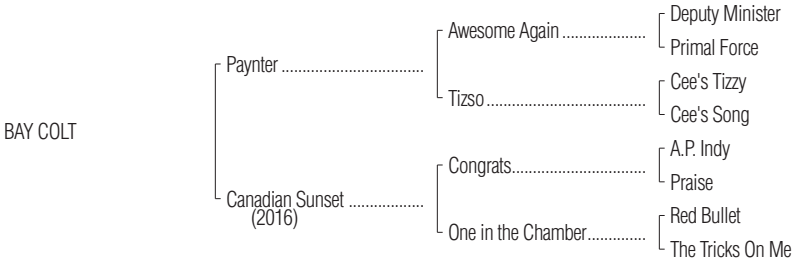 Deputy Minister
Awesome Again ....................
Primal Force
Paynter ................................
Cee's Tizzy
Tizso....................................
Cee's Song
BAY COLT
A.P. Indy
Congrats..............................
Praise
Canadian Sunset .................
(2016)
Red Bullet
One in the Chamber.............
The Tricks On Me